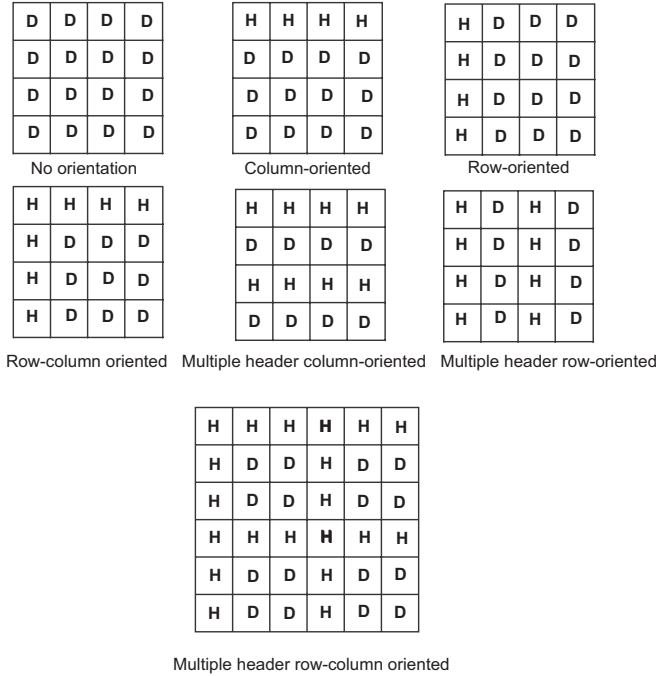 D D D D
D D D D
D D D D
D D D D
No orientation
H H H H
D D D D
D D D D
D D D D
Column-oriented
H D D D
H D D D
H D D D
H D D D
Row-oriented
H H H H
H D D D
H D D D
H D D D
Row-column oriented
H H H H
D D D D
H H H H
D D D D
Multiple header column-oriented
H D H D
H D H D
H D H D
H D H D
Multiple header row-oriented
H H H H H H
H D D H D D
H D D H D D
H H H H H H
H D D H D D
H D D H D D
Multiple header row-column oriented